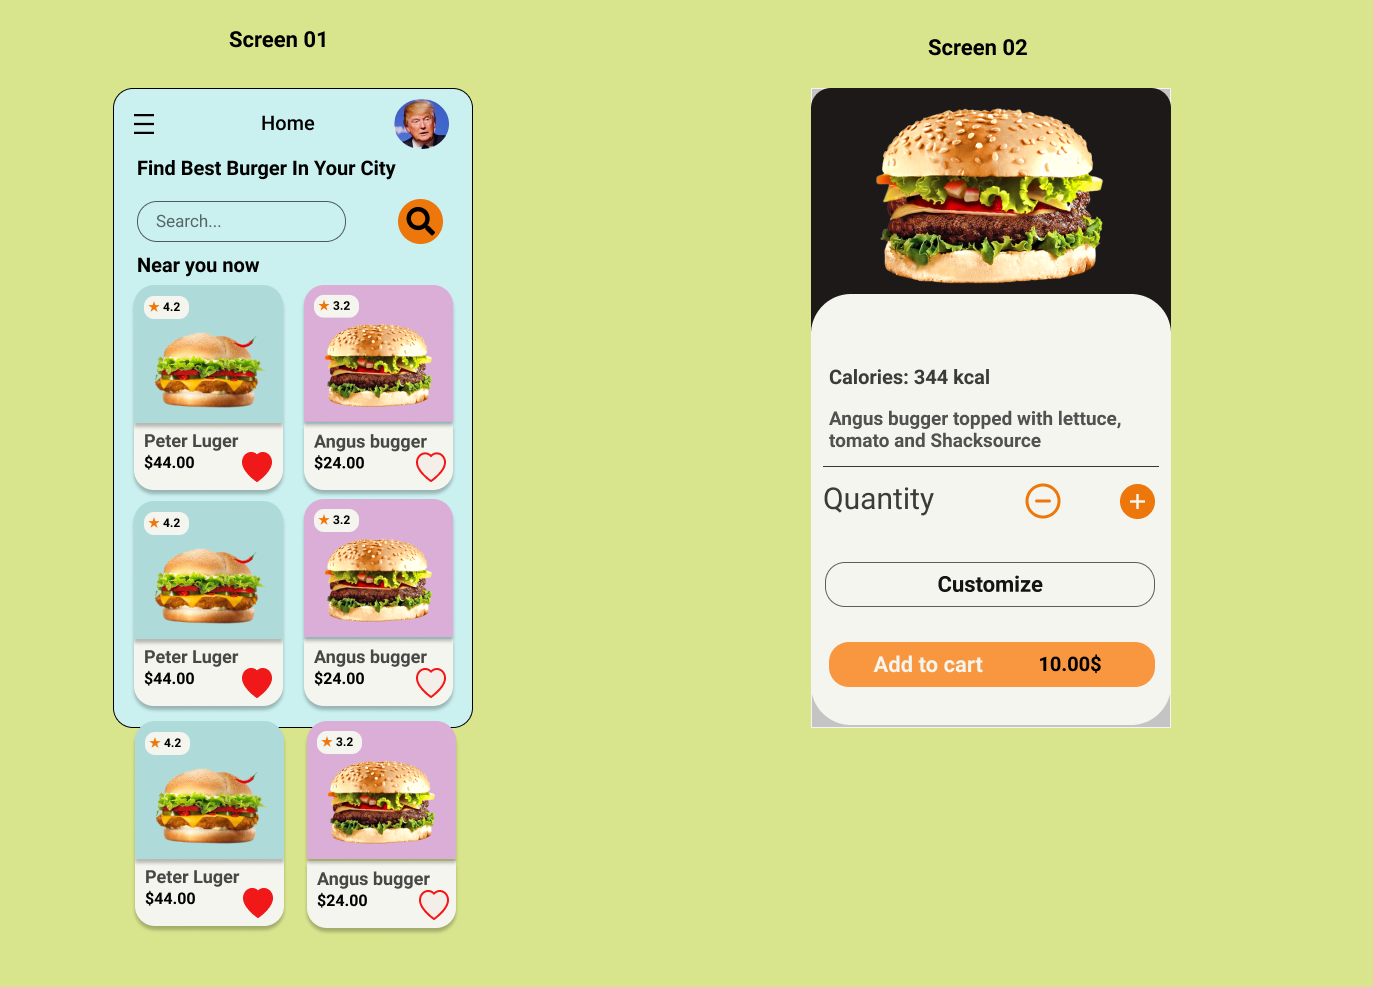 Screen 01
Home
Find Best Burger In Your City
Search...
Near you now
4.2
3.2
Peter Luger
$44.00
Angus bugger
$24.00
4.2
3.2
Peter Luger
$44.00
Angus bugger
$24.00
4.2
3.2
Peter Luger
$44.00
Angus bugger
$24.00
Screen 02
Calories: 344 kcal
Angus bugger topped with lettuce,
tomato and Shacksource
Quantity
Customize
Add to cart 10.00$